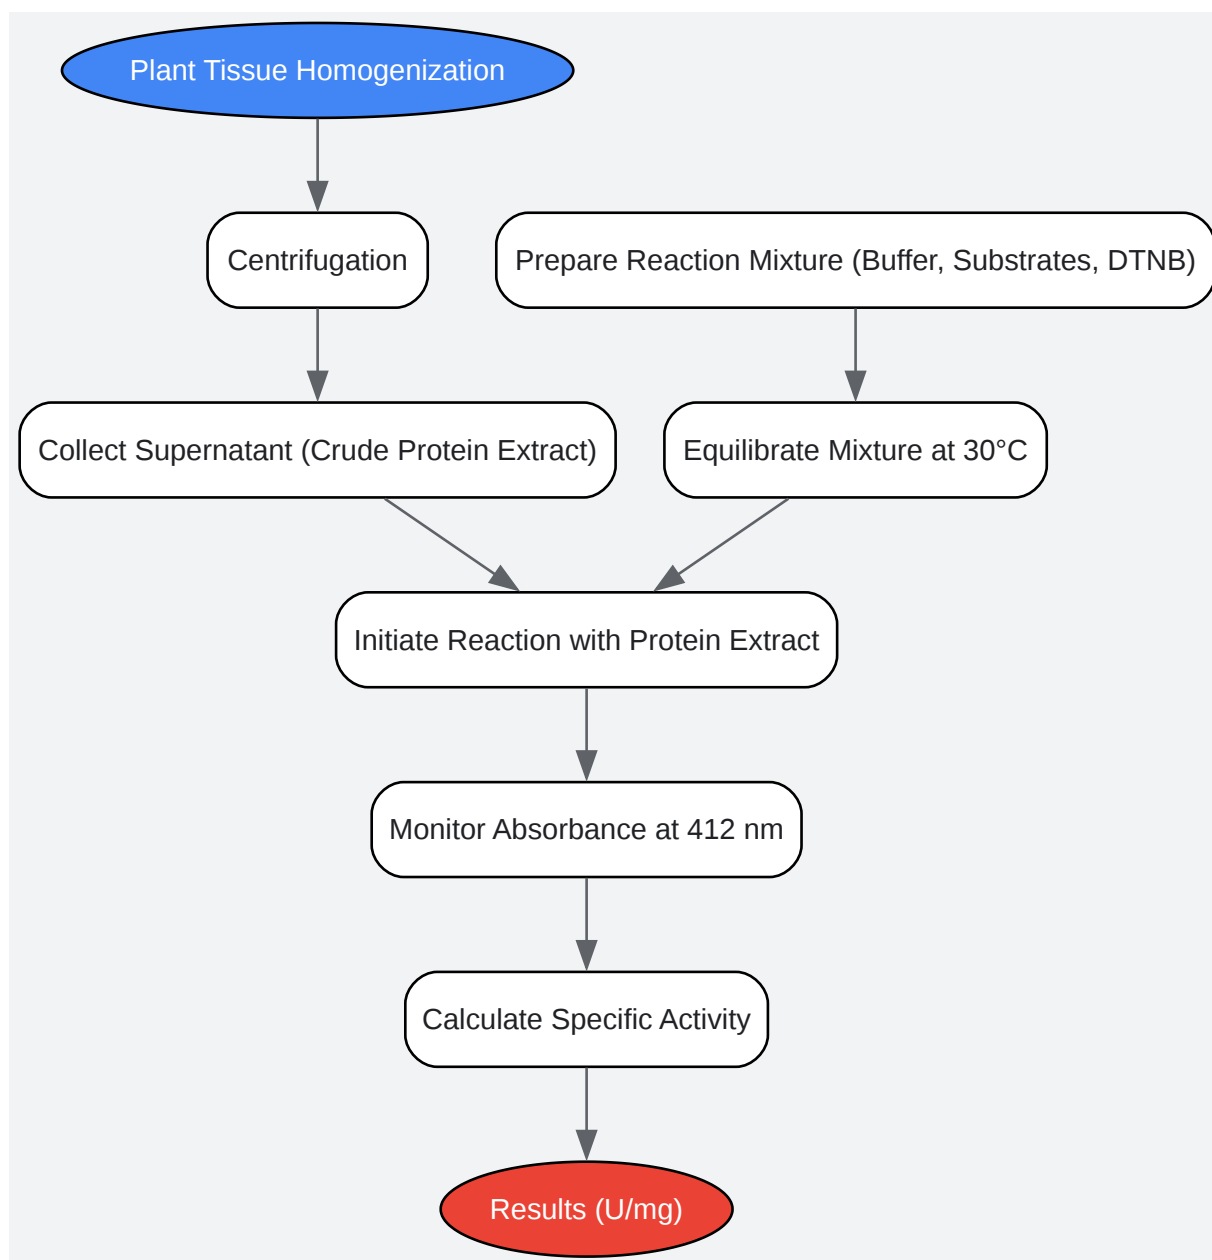 Plant Tissue Homogenization
Centrifugation
Prepare Reaction Mixture (Buffer, Substrates, DTNB)
Collect Supernatant (Crude Protein Extract)
Equilibrate Mixture at 30°C
Initiate Reaction with Protein Extract
Monitor Absorbance at 412 nm
Calculate Specific Activity
Results (U/mg)